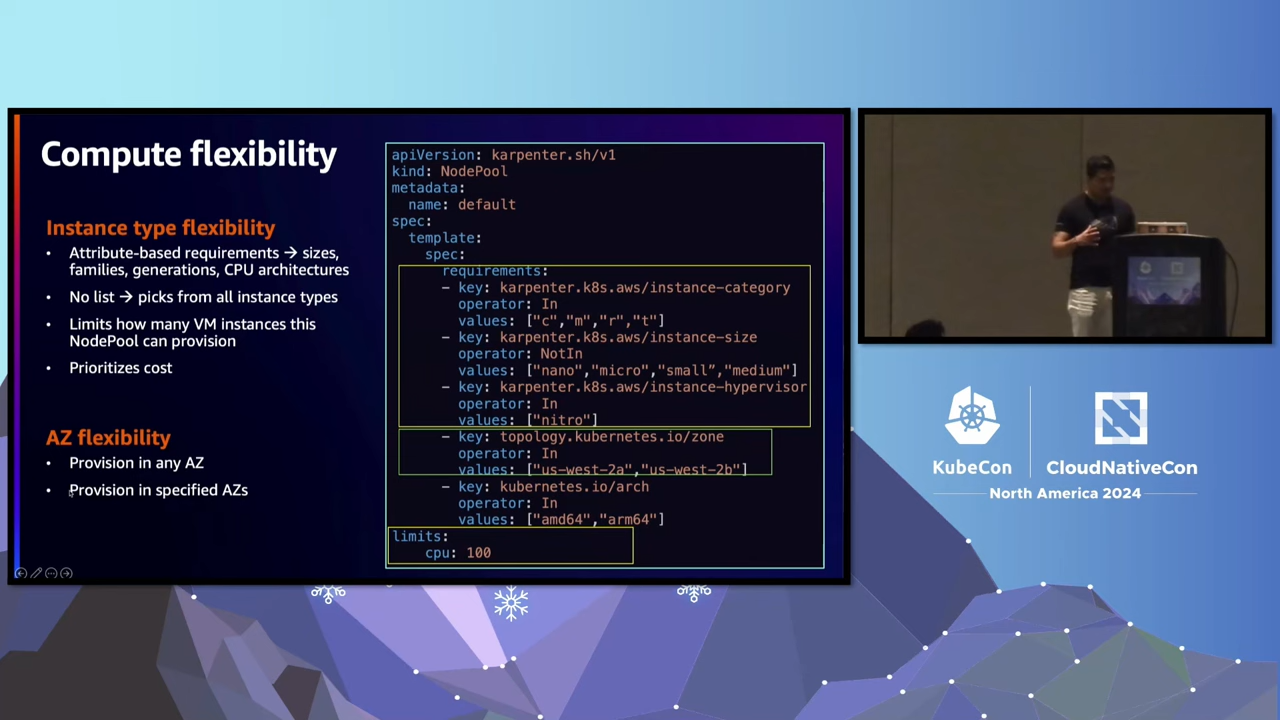 Compute flexibility
Instance type flexibility
• Attribute-based requirements → sizes,
families, generations, CPU architectures
• No list → picks from all instance types
• Limits how many VM instances this
NodePool can provision
• Prioritizes cost
AZ flexibility
• Provision in any AZ
• Provision in specified AZs
apiVersion: karpenter.sh/v1
kind: NodePool
metadata:
  name: default
spec:
  template:
    spec:
      requirements:
      – key: karpenter.k8s.aws/instance-category
        operator: In
        values: ["c","m","r","t"]
      – key: karpenter.k8s.aws/instance-size
        operator: NotIn
        values: ["nano","micro","small”,"medium"]
      – key: karpenter.k8s.aws/instance-hypervisor
        operator: In
        values: ["nitro"]
      – key: topology.kubernetes.io/zone
        operator: In
        values: ["us-west-2a","us-west-2b"]
      – key: kubernetes.io/arch
        operator: In
        values: ["amd64","arm64"]
limits:
    cpu: 100
KubeCon
CloudNativeCon
North America 2024